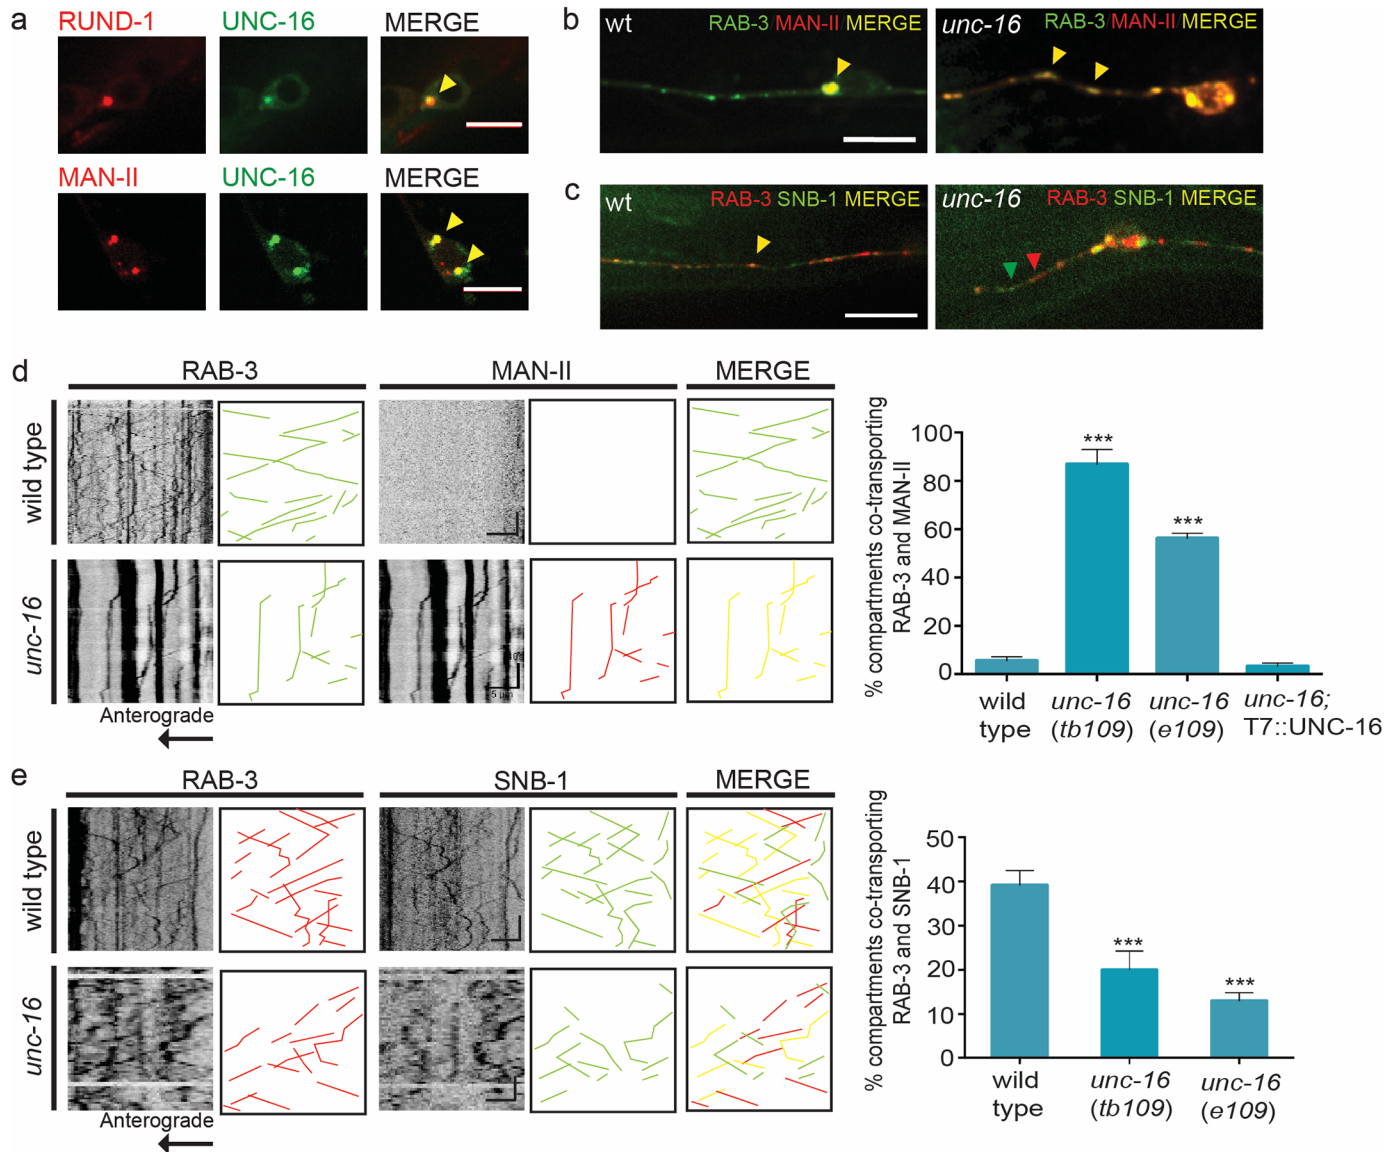 a
RUND-1 UNC-16 MERGE
MAN-II UNC-16 MERGE
b
wt RAB-3/MAN-II/MERGE
unc-16 RAB-3/MAN-II/MERGE
c
wt RAB-3 SNB-1 MERGE
unc-16 RAB-3 SNB-1 MERGE
d
RAB-3 MAN-II MERGE
wild type
unc-16
5 µm
Anterograde
% compartments co-transporting
RAB-3 and MAN-II
100
80
60
40
20
0
***
***
wild
type
unc-16
(tb109)
unc-16
(e109)
unc-16;
T7::UNC-16
e
RAB-3 SNB-1 MERGE
wild type
unc-16
Anterograde
% compartments co-transporting
RAB-3 and SNB-1
50
40
30
20
10
0
***
***
wild
type
unc-16
(tb109)
unc-16
(e109)